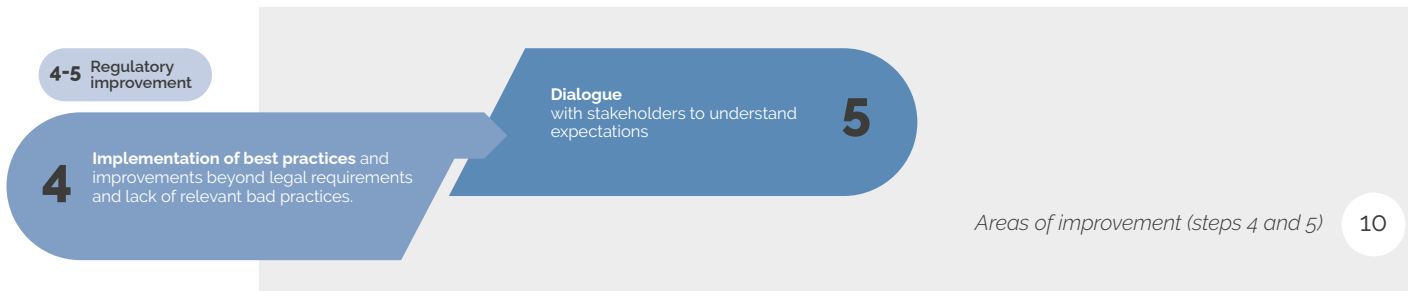 4-5 Regulatory
improvement
4
Implementation of best practices and
improvements beyond legal requirements
and lack of relevant bad practices.
Dialogue
with stakeholders to understand
expectations
5
Areas of improvement (steps 4 and 5)
10